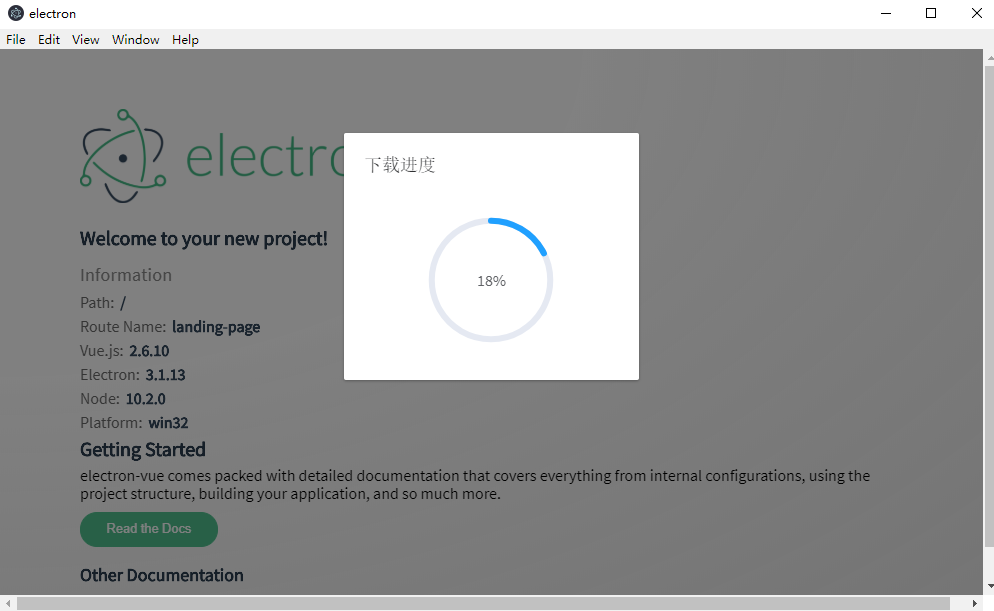 electron
File Edit View Window Help
electro
下载进度
18%
Welcome to your new project!
Information
Path: /
Route Name: landing-page
Vue.js: 2.6.10
Electron: 3.1.13
Node: 10.2.0
Platform: win32
Getting Started
electron-vue comes packed with detailed documentation that covers everything from internal configurations, using the
project structure, building your application, and so much more.
Read the Docs
Other Documentation